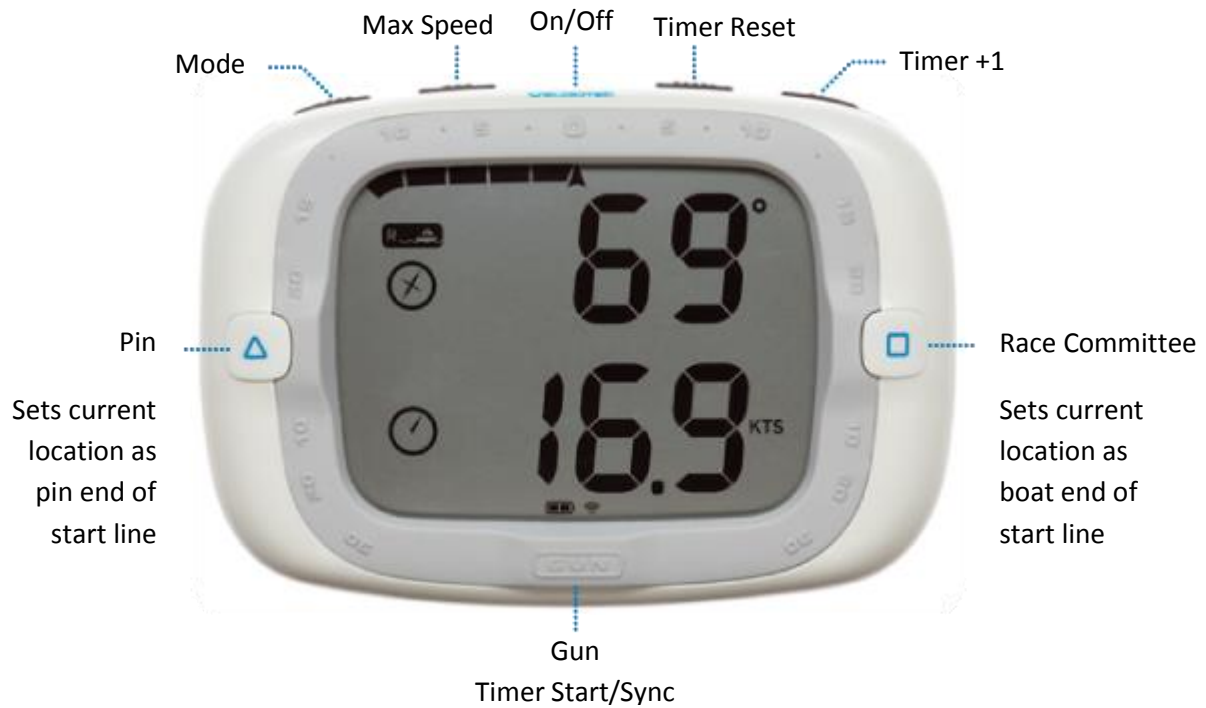 Max Speed
On/Off
Timer Reset
Mode
Timer +1
69°
R
16.9
KTS
Pin
Sets current
location as
pin end of
start line
Race Committee
Sets current
location as
boat end of
start line
GUN
Gun
Timer Start/Sync